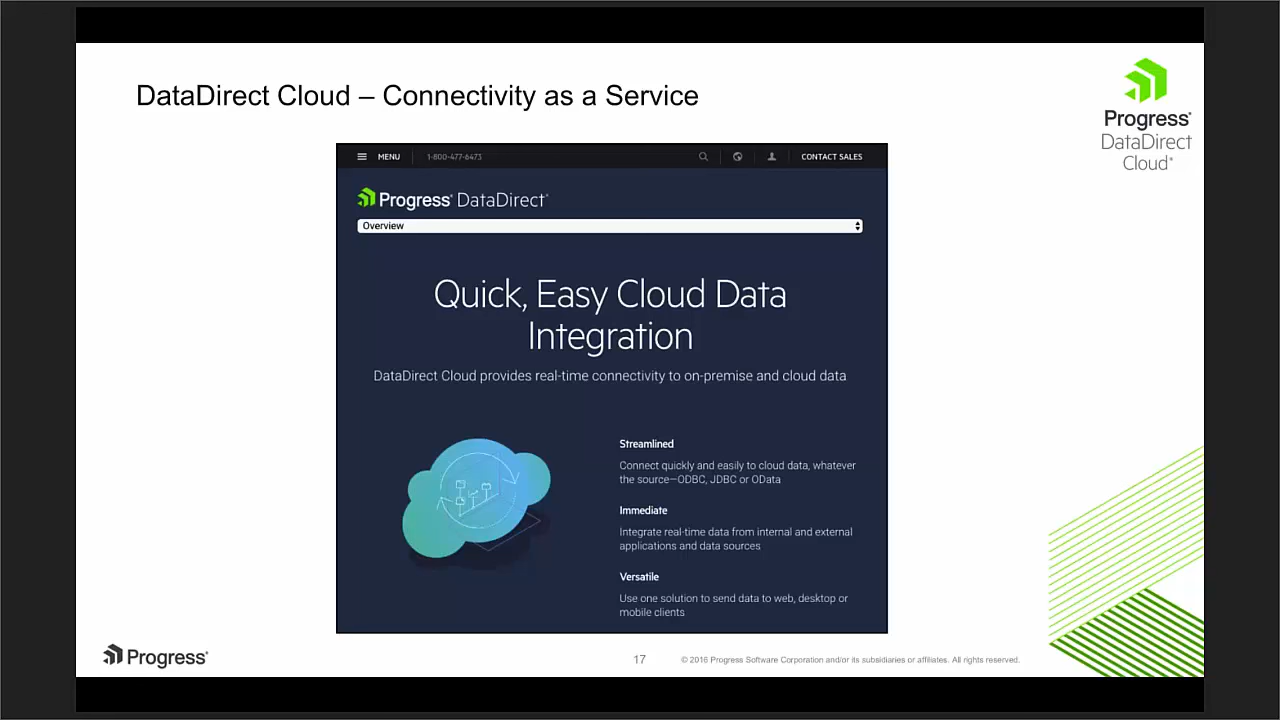 DataDirect Cloud – Connectivity as a Service
Progress®
DataDirect
Cloud®
MENU
1-800-477-6473
CONTACT SALES
Progress® DataDirect®
Overview
Quick, Easy Cloud Data
Integration
DataDirect Cloud provides real-time connectivity to on-premise and cloud data
Streamlined
Connect quickly and easily to cloud data, whatever
the source—ODBC, JDBC or OData
Immediate
Integrate real-time data from internal and external
applications and data sources
Versatile
Use one solution to send data to web, desktop or
mobile clients
Progress®
17
© 2016 Progress Software Corporation and/or its subsidiaries or affiliates. All rights reserved.